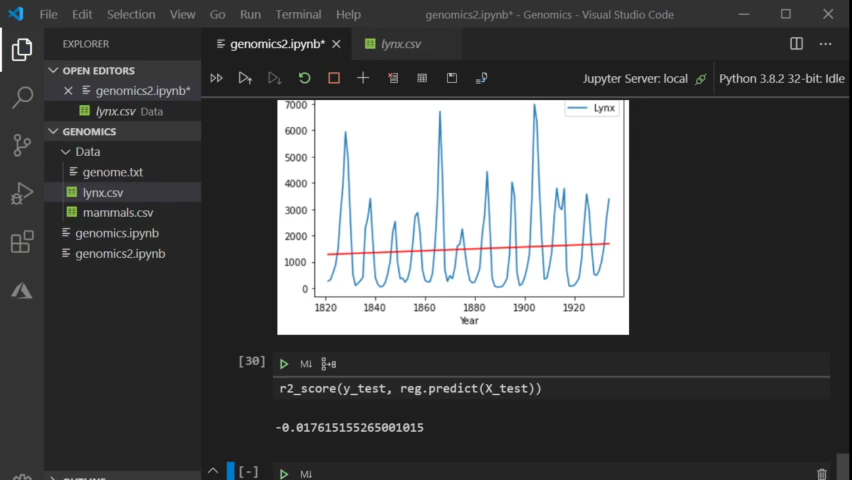 File Edit Selection View Go Run Terminal Help genomics2.ipynb* - Genomics - Visual Studio Code
EXPLORER
genomics2.ipynb*
lynx.csv
OPEN EDITORS
genomics2.ipynb*
lynx.csv Data
GENOMICS
Data
genome.txt
lynx.csv
mammals.csv
genomics.ipynb
genomics2.ipynb
Jupyter Server: local
Python 3.8.2 32-bit: Idle
7000
6000
5000
4000
3000
2000
1000
0
Lynx
1820 1840 1860 1880 1900 1920
Year
[30]
M↓
r2_score(y_test, reg.predict(X_test))
-0.017615155265001015
[-]
M↓